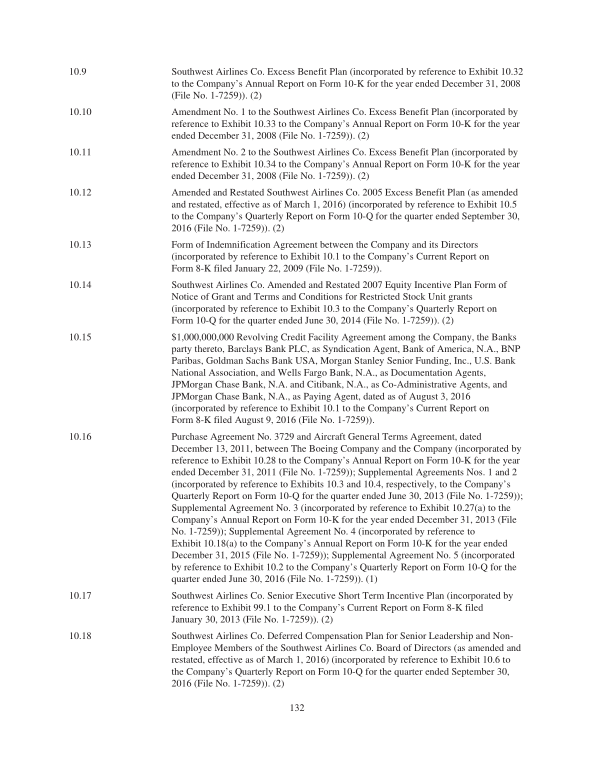 10.9 Southwest Airlines Co. Excess Benefit Plan (incorporated by reference to Exhibit 10.32
to the Company's Annual Report on Form 10-K for the year ended December 31, 2008
(File No. 1-7259)). (2)
10.10 Amendment No. 1 to the Southwest Airlines Co. Excess Benefit Plan (incorporated by
reference to Exhibit 10.33 to the Company's Annual Report on Form 10-K for the year
ended December 31, 2008 (File No. 1-7259)). (2)
10.11 Amendment No. 2 to the Southwest Airlines Co. Excess Benefit Plan (incorporated by
reference to Exhibit 10.34 to the Company's Annual Report on Form 10-K for the year
ended December 31, 2008 (File No. 1-7259)). (2)
10.12 Amended and Restated Southwest Airlines Co. 2005 Excess Benefit Plan (as amended
and restated, effective as of March 1, 2016) (incorporated by reference to Exhibit 10.5
to the Company's Quarterly Report on Form 10-Q for the quarter ended September 30,
2016 (File No. 1-7259)). (2)
10.13 Form of Indemnification Agreement between the Company and its Directors
(incorporated by reference to Exhibit 10.1 to the Company's Current Report on
Form 8-K filed January 22, 2009 (File No. 1-7259)).
10.14 Southwest Airlines Co. Amended and Restated 2007 Equity Incentive Plan Form of
Notice of Grant and Terms and Conditions for Restricted Stock Unit grants
(incorporated by reference to Exhibit 10.3 to the Company's Quarterly Report on
Form 10-Q for the quarter ended June 30, 2014 (File No. 1-7259)). (2)
10.15 $1,000,000,000 Revolving Credit Facility Agreement among the Company, the Banks
party thereto, Barclays Bank PLC, as Syndication Agent, Bank of America, N.A., BNP
Paribas, Goldman Sachs Bank USA, Morgan Stanley Senior Funding, Inc., U.S. Bank
National Association, and Wells Fargo Bank, N.A., as Documentation Agents,
JPMorgan Chase Bank, N.A. and Citibank, N.A., as Co-Administrative Agents, and
JPMorgan Chase Bank, N.A., as Paying Agent, dated as of August 3, 2016
(incorporated by reference to Exhibit 10.1 to the Company's Current Report on
Form 8-K filed August 9, 2016 (File No. 1-7259)).
10.16 Purchase Agreement No. 3729 and Aircraft General Terms Agreement, dated
December 13, 2011, between The Boeing Company and the Company (incorporated by
reference to Exhibit 10.28 to the Company's Annual Report on Form 10-K for the year
ended December 31, 2011 (File No. 1-7259)); Supplemental Agreements Nos. 1 and 2
(incorporated by reference to Exhibits 10.3 and 10.4, respectively, to the Company's
Quarterly Report on Form 10-Q for the quarter ended June 30, 2013 (File No. 1-7259));
Supplemental Agreement No. 3 (incorporated by reference to Exhibit 10.27(a) to the
Company's Annual Report on Form 10-K for the year ended December 31, 2013 (File
No. 1-7259)); Supplemental Agreement No. 4 (incorporated by reference to
Exhibit 10.18(a) to the Company's Annual Report on Form 10-K for the year ended
December 31, 2015 (File No. 1-7259)); Supplemental Agreement No. 5 (incorporated
by reference to Exhibit 10.2 to the Company's Quarterly Report on Form 10-Q for the
quarter ended June 30, 2016 (File No. 1-7259)). (1)
10.17 Southwest Airlines Co. Senior Executive Short Term Incentive Plan (incorporated by
reference to Exhibit 99.1 to the Company's Current Report on Form 8-K filed
January 30, 2013 (File No. 1-7259)). (2)
10.18 Southwest Airlines Co. Deferred Compensation Plan for Senior Leadership and Non-
Employee Members of the Southwest Airlines Co. Board of Directors (as amended and
restated, effective as of March 1, 2016) (incorporated by reference to Exhibit 10.6 to
the Company's Quarterly Report on Form 10-Q for the quarter ended September 30,
2016 (File No. 1-7259)). (2)
132